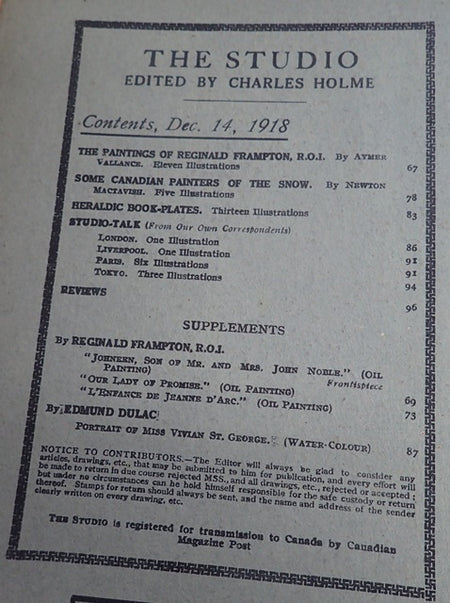 THE STUDIO
EDITED BY CHARLES HOLME
Contents, Dec. 14, 1918
THE PAINTINGS OF REGINALD FRAMPTON, R.O.I. By AYMER
VALLANCE. Eleven Illustrations 67
SOME CANADIAN PAINTERS OF THE SNOW. By NEWTON
MACTAVISH. Five Illustrations 78
HERALDIC BOOK-PLATES. Thirteen Illustrations 83
STUDIO-TALK (From Our Own Correspondents)
LONDON. One Illustration 86
LIVERPOOL. One Illustration 91
PARIS. Six Illustrations 91
TOKYO. Three Illustrations 94
REVIEWS 96
SUPPLEMENTS
By REGINALD FRAMPTON, R.O.I.
"JOHNEEN, SON OF MR. AND MRS. JOHN NOBLE." (OIL
PAINTING) Frontispiece
"OUR LADY OF PROMISE." (OIL PAINTING) 69
"L'ENFANCE DE JEANNE D'ARC." (OIL PAINTING) 73
By EDMUND DULAC
PORTRAIT OF MISS VIVIAN ST. GEORGE. (WATER-COLOUR) 87
NOTICE TO CONTRIBUTORS.—The Editor will always be glad to consider any
articles, drawings, etc., that may be submitted to him for publication, and every effort will
be made to return in due course rejected MSS., and all drawings, etc., rejected or accepted;
but under no circumstances can he hold himself responsible for the safe custody or return
thereof. Stamps for return should always be sent, and the name and address of the sender
clearly written on every drawing, etc.
THE STUDIO is registered for transmission to Canada by Canadian
Magazine Post